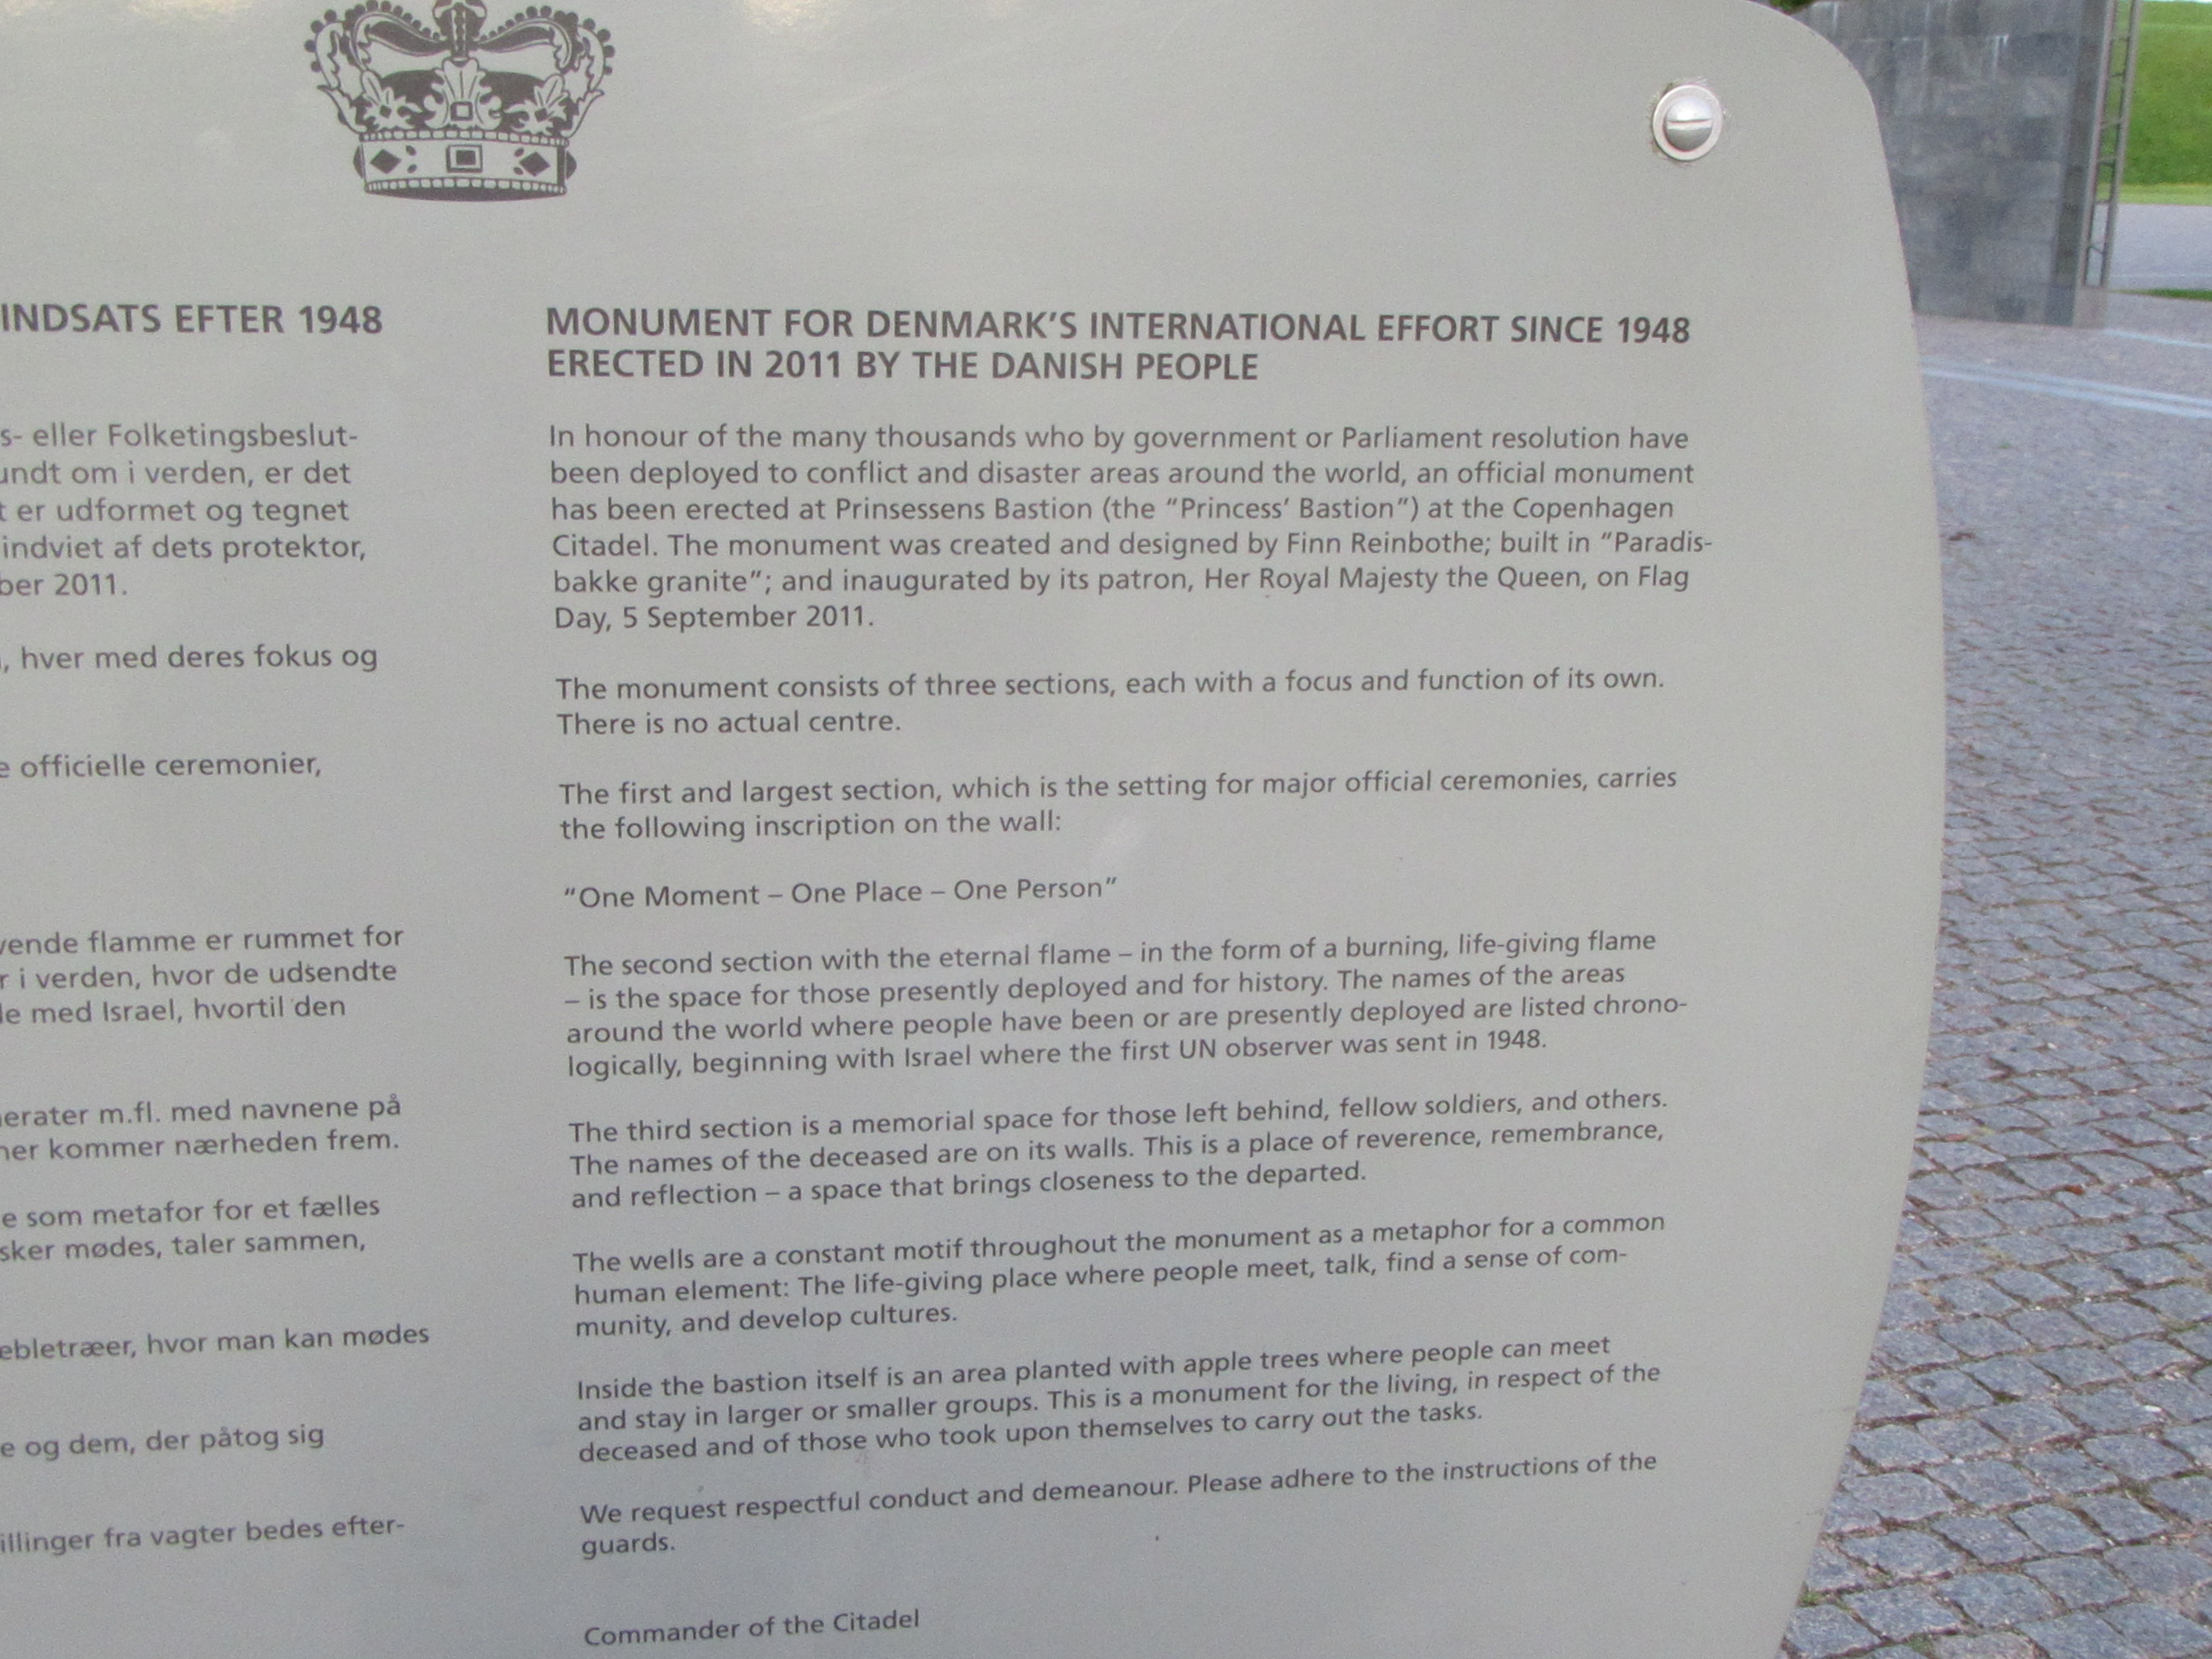 INDSATS EFTER 1948
s- eller Folketingsbeslut-
undt om i verden, er det
t er udformet og tegnet
indviet af dets protektor,
ber 2011.
, hver med deres fokus og
e officielle ceremonier,
vende flamme er rummet for
r i verden, hvor de udsendte
de med Israel, hvortil den
nerater m.fl. med navnene på
her kommer nærheden frem.
e som metafor for et fælles
sker mødes, taler sammen,
ebletræer, hvor man kan mødes
e og dem, der påtog sig
illinger fra vagter bedes efter-
MONUMENT FOR DENMARK'S INTERNATIONAL EFFORT SINCE 1948
ERECTED IN 2011 BY THE DANISH PEOPLE
In honour of the many thousands who by government or Parliament resolution have
been deployed to conflict and disaster areas around the world, an official monument
has been erected at Prinsessens Bastion (the "Princess' Bastion") at the Copenhagen
Citadel. The monument was created and designed by Finn Reinbothe; built in "Paradis-
bakke granite"; and inaugurated by its patron, Her Royal Majesty the Queen, on Flag
Day, 5 September 2011.
The monument consists of three sections, each with a focus and function of its own.
There is no actual centre.
The first and largest section, which is the setting for major official ceremonies, carries
the following inscription on the wall:
"One Moment – One Place – One Person"
The second section with the eternal flame – in the form of a burning, life-giving flame
– is the space for those presently deployed and for history. The names of the areas
around the world where people have been or are presently deployed are listed chrono-
logically, beginning with Israel where the first UN observer was sent in 1948.
The third section is a memorial space for those left behind, fellow soldiers, and others.
The names of the deceased are on its walls. This is a place of reverence, remembrance,
and reflection – a space that brings closeness to the departed.
The wells are a constant motif throughout the monument as a metaphor for a common
human element: The life-giving place where people meet, talk, find a sense of com-
munity, and develop cultures.
Inside the bastion itself is an area planted with apple trees where people can meet
and stay in larger or smaller groups. This is a monument for the living, in respect of the
deceased and of those who took upon themselves to carry out the tasks.
We request respectful conduct and demeanour. Please adhere to the instructions of the
guards.
Commander of the Citadel